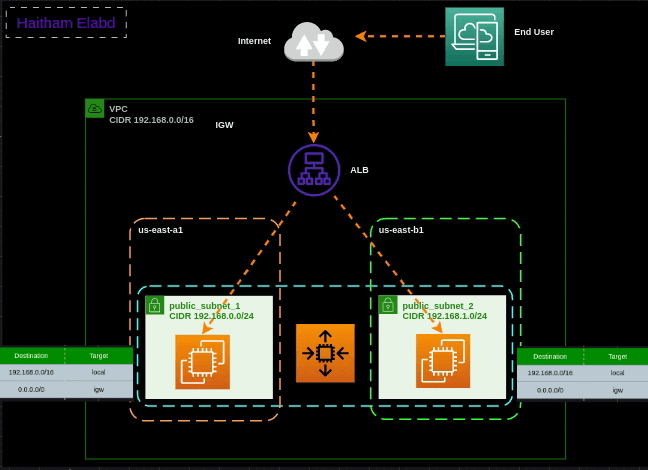 Haitham Elabd
Internet
End User
VPC
CIDR 192.168.0.0/16
IGW
ALB
us-east-a1
us-east-b1
public_subnet_1
CIDR 192.168.0.0/24
public_subnet_2
CIDR 192.168.1.0/24
Destination Target
192.168.0.0/16 local
0.0.0.0/0 igw
Destination Target
192.168.0.0/16 local
0.0.0.0/0 igw